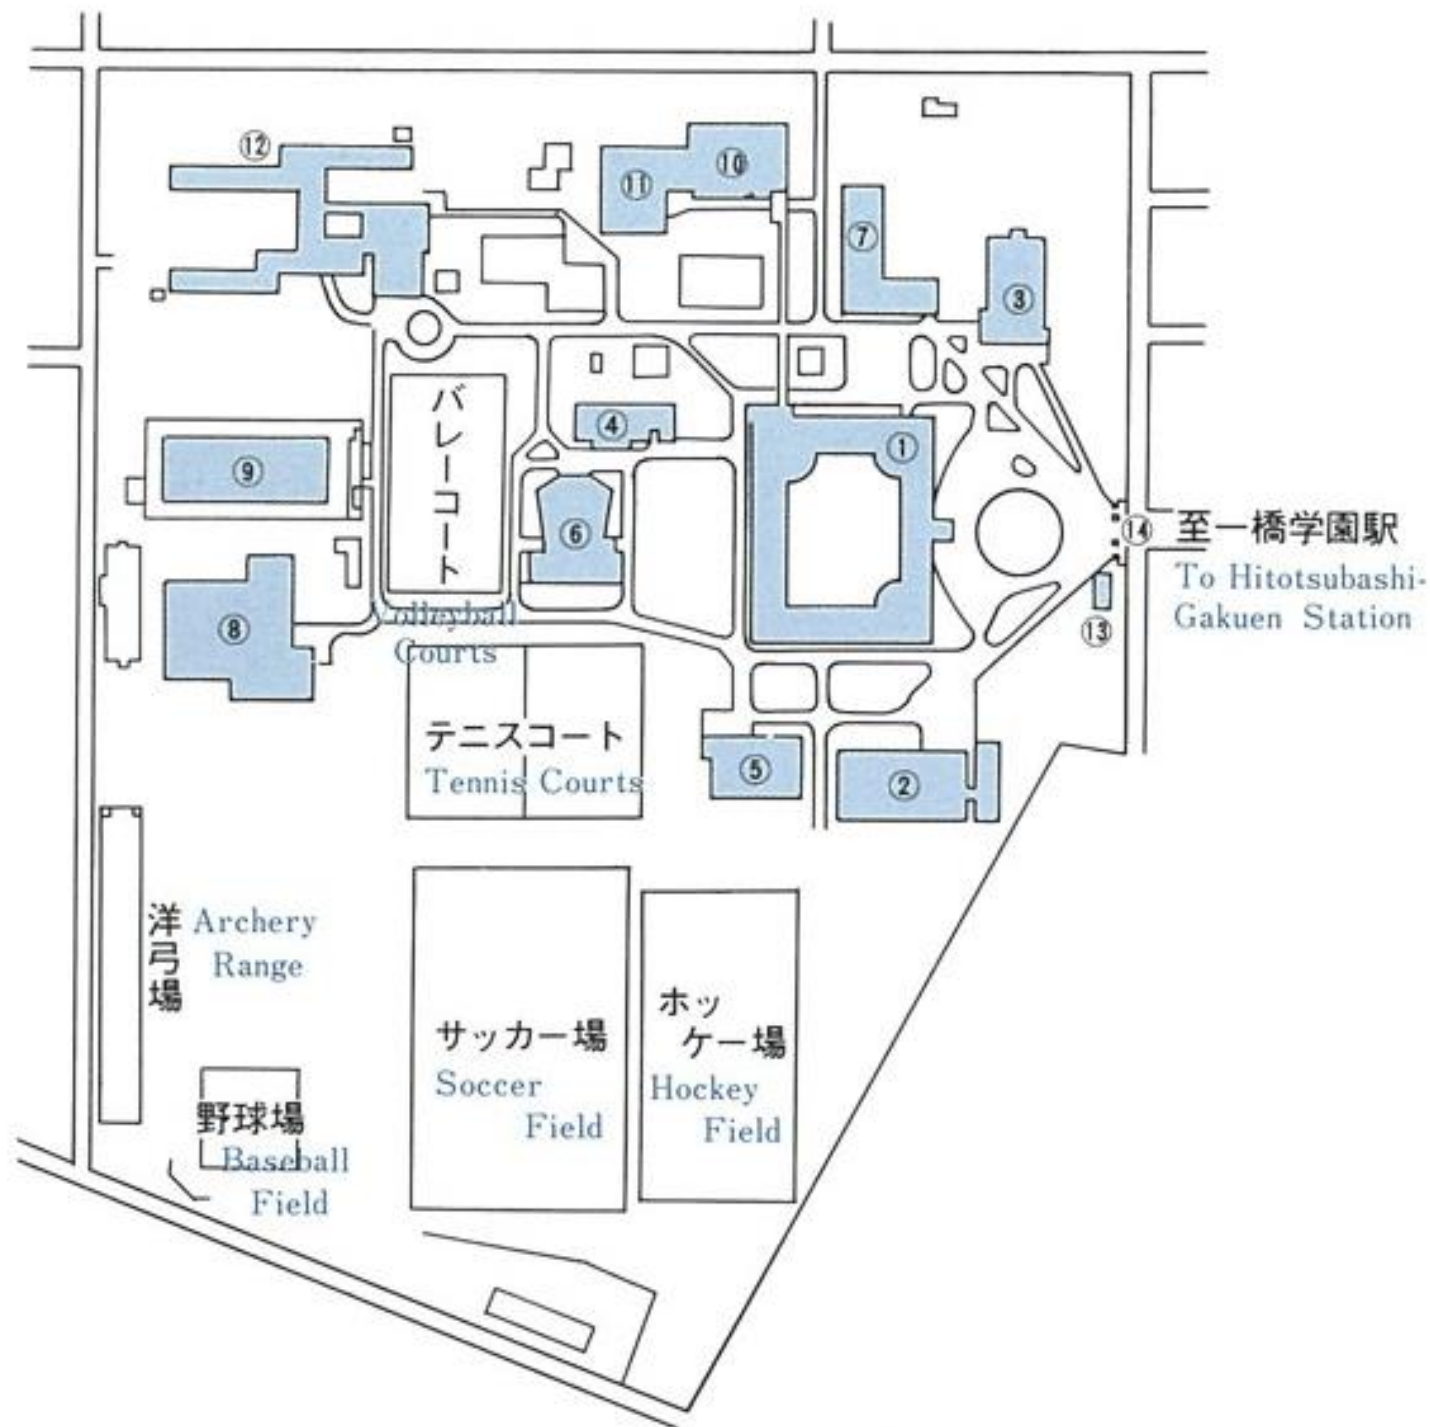 ⑫
⑩
⑪
⑦
③
バレーコート
Volleyball
Courts
④
①
⑨
⑥
⑭
至一橋学園駅
To Hitotsubashi-
Gakuen Station
⑬
⑧
テニスコート
Tennis Courts
⑤
②
洋弓場
Archery
Range
サッカー場
Soccer
Field
ホッ
ケー場
Hockey
Field
野球場
Baseball
Field